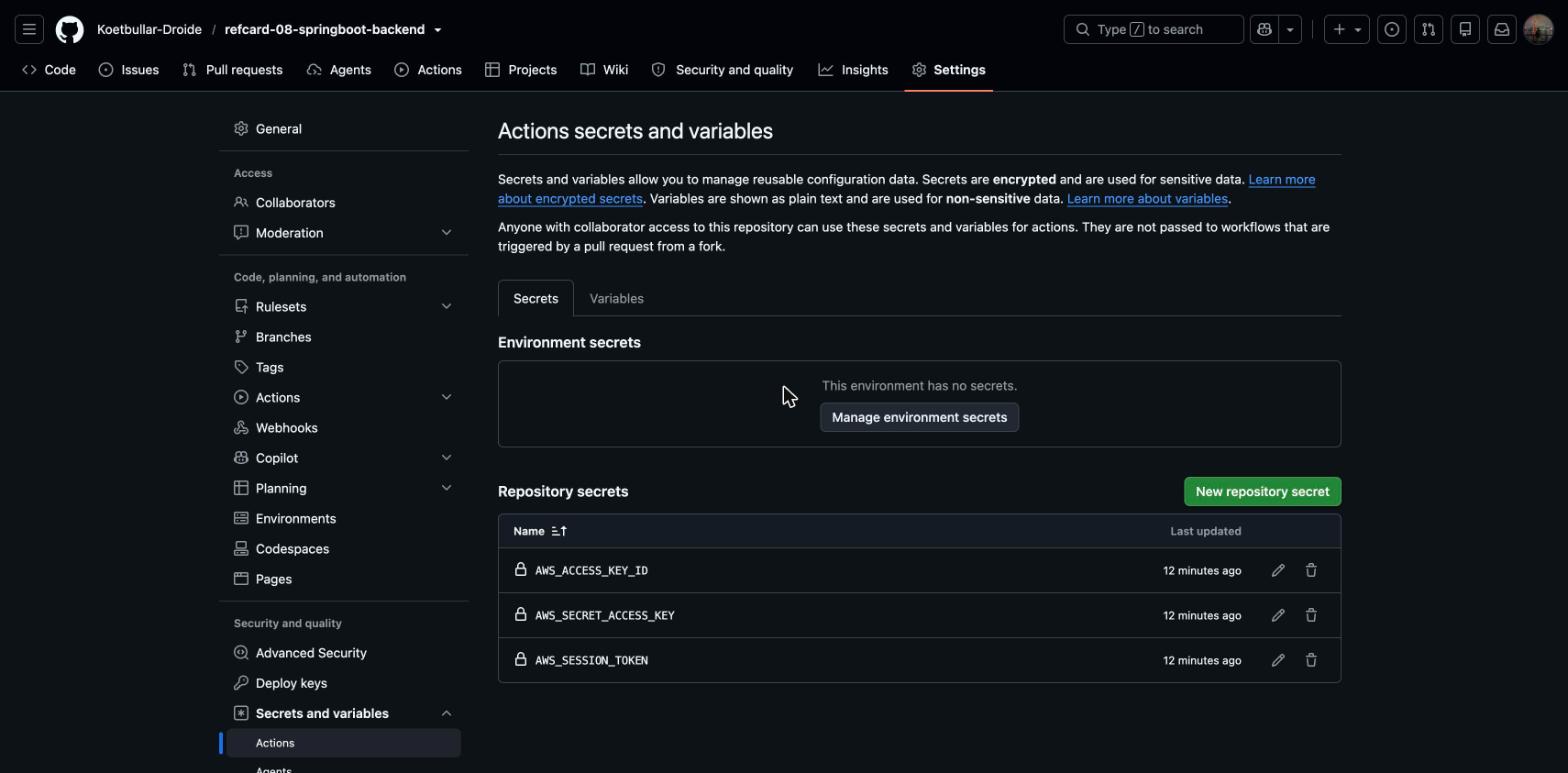 Koetbullar-Droide / refcard-08-springboot-backend
Type / to search
Code Issues Pull requests Agents Actions Projects Wiki Security and quality Insights Settings
General
Access
Collaborators
Moderation
Code, planning, and automation
Rulesets
Branches
Tags
Actions
Webhooks
Copilot
Planning
Environments
Codespaces
Pages
Security and quality
Advanced Security
Deploy keys
Secrets and variables
Actions
Agents
Actions secrets and variables
Secrets and variables allow you to manage reusable configuration data. Secrets are encrypted and are used for sensitive data. Learn more
about encrypted secrets. Variables are shown as plain text and are used for non-sensitive data. Learn more about variables.
Anyone with collaborator access to this repository can use these secrets and variables for actions. They are not passed to workflows that are
triggered by a pull request from a fork.
Secrets Variables
Environment secrets
This environment has no secrets.
Manage environment secrets
Repository secrets New repository secret
Name Last updated
AWS_ACCESS_KEY_ID 12 minutes ago
AWS_SECRET_ACCESS_KEY 12 minutes ago
AWS_SESSION_TOKEN 12 minutes ago